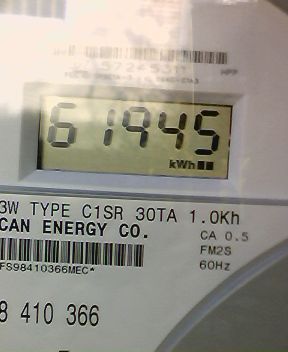 61945
kWh
3W TYPE C1SR 30TA 1.0Kh
CAN ENERGY CO.
CA 0.5
FM2S
60Hz
FS98410366MEC*
8 410 366